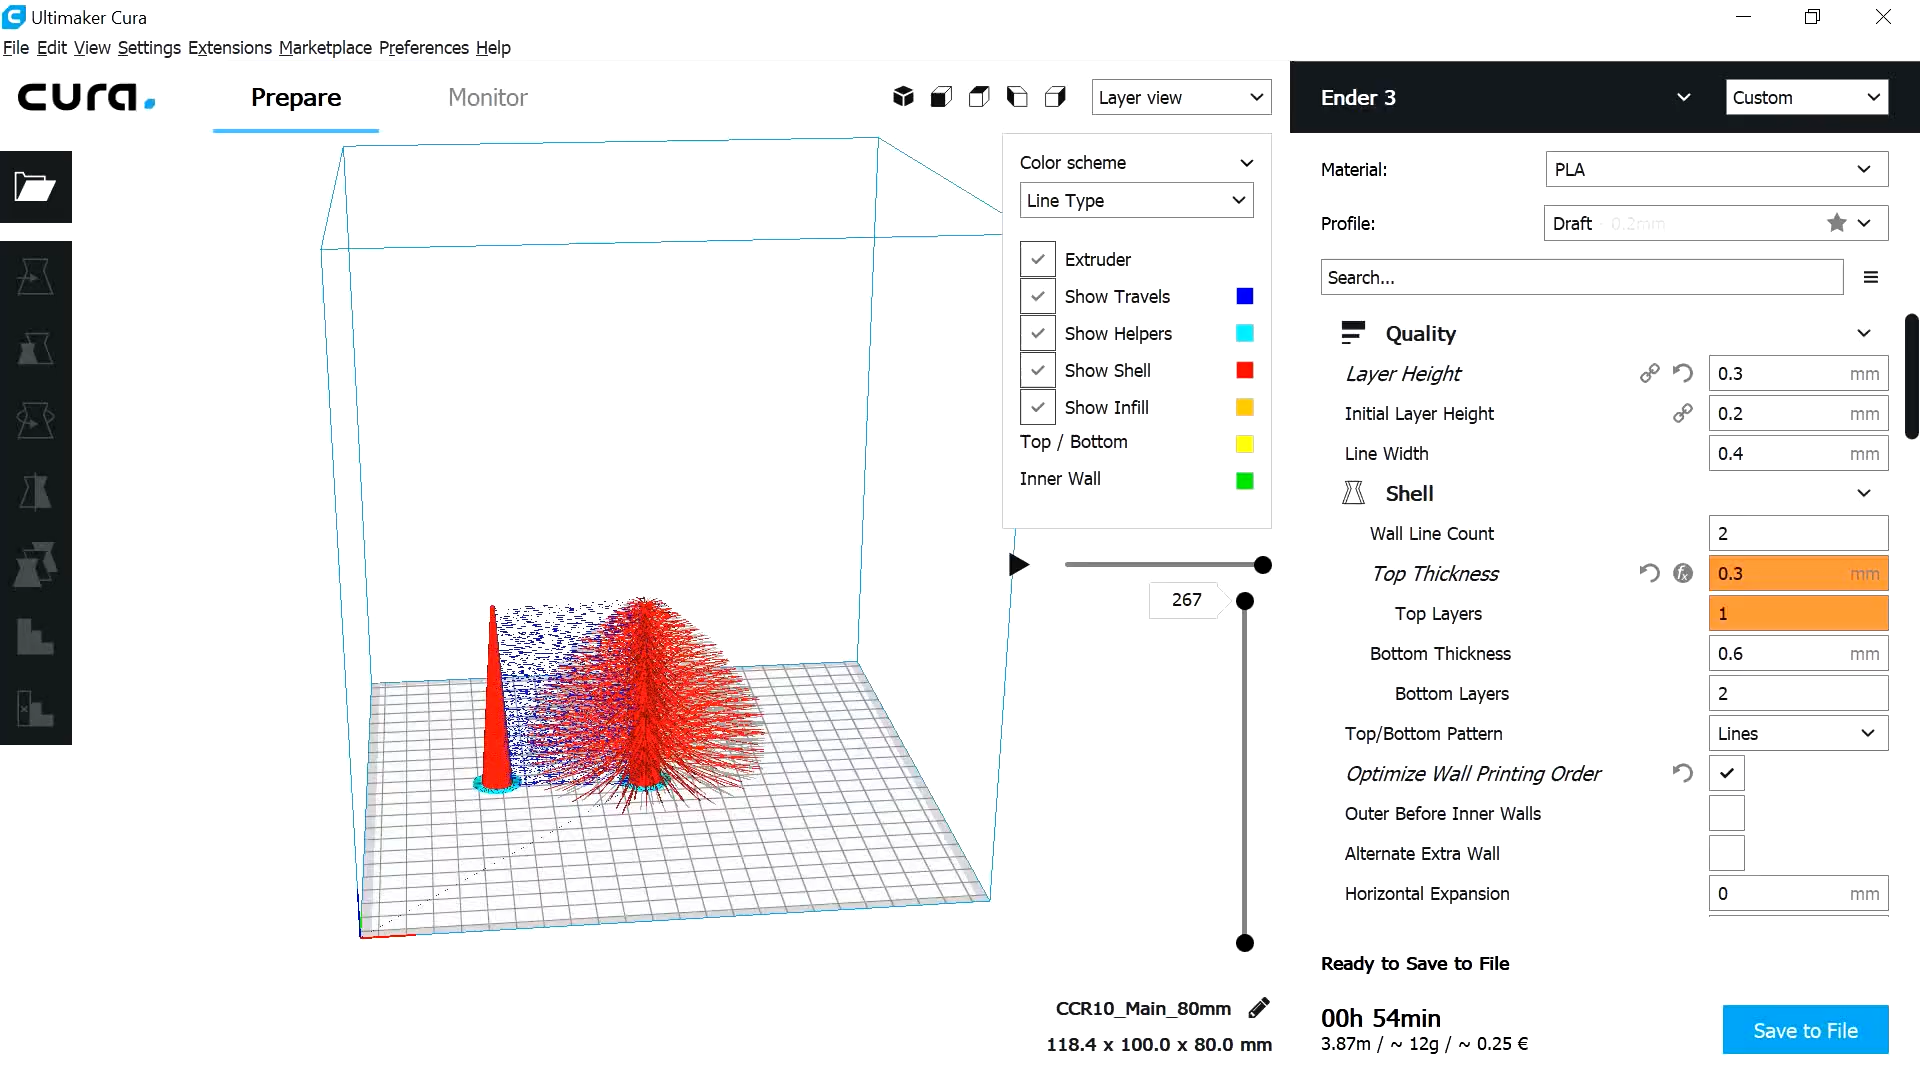 Ultimaker Cura
File Edit View Settings Extensions Marketplace Preferences Help
cura.
Prepare
Monitor
Layer view
Ender 3
Custom
Color scheme
Line Type
Extruder
Show Travels
Show Helpers
Show Shell
Show Infill
Top / Bottom
Inner Wall
267
CCR10_Main_80mm
118.4 x 100.0 x 80.0 mm
Material:
PLA
Profile:
Draft - 0.2mm
Search...
Quality
Layer Height
0.3 mm
Initial Layer Height
0.2 mm
Line Width
0.4 mm
Shell
Wall Line Count
2
Top Thickness
fx
0.3 mm
Top Layers
1
Bottom Thickness
0.6 mm
Bottom Layers
2
Top/Bottom Pattern
Lines
Optimize Wall Printing Order
Outer Before Inner Walls
Alternate Extra Wall
Horizontal Expansion
0 mm
Ready to Save to File
00h 54min
3.87m / ~ 12g / ~ 0.25 €
Save to File